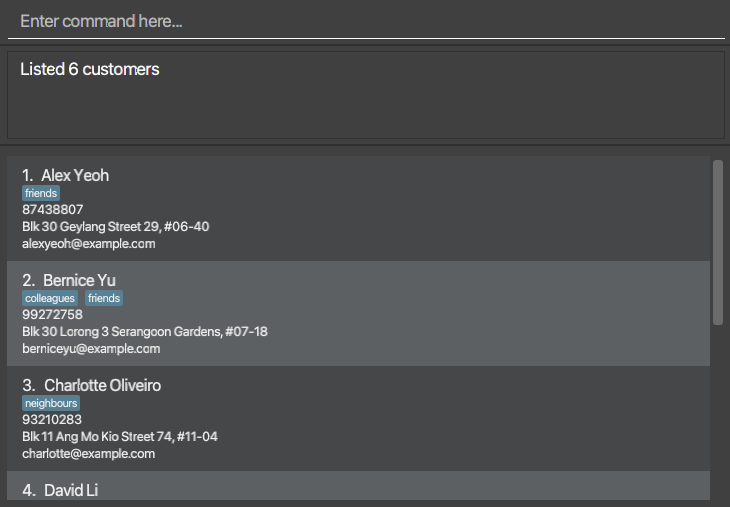 Enter command here...
Listed 6 customers
1. Alex Yeoh
friends
87438807
Blk 30 Geylang Street 29, #06-40
alexyeoh@example.com
2. Bernice Yu
colleagues friends
99272758
Blk 30 Lorong 3 Serangoon Gardens, #07-18
berniceyu@example.com
3. Charlotte Oliveiro
neighbours
93210283
Blk 11 Ang Mo Kio Street 74, #11-04
charlotte@example.com
4. David Li